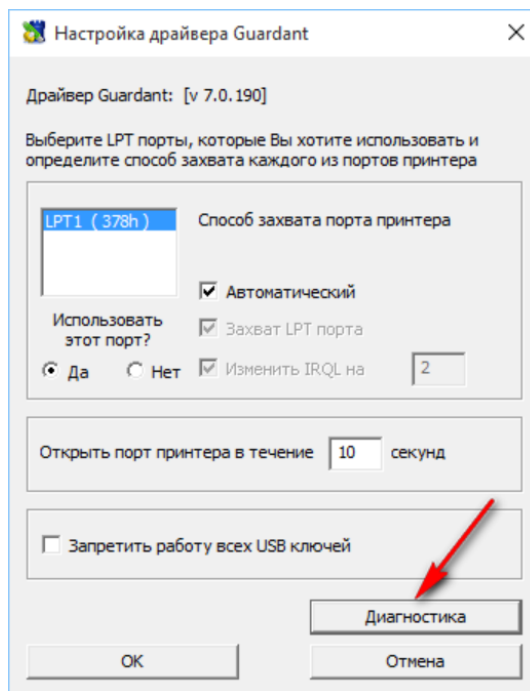 Настройка драйвера Guardant
Драйвер Guardant: [v 7.0.190]
Выберите LPT порты, которые Вы хотите использовать и
определите способ захвата каждого из портов принтера
LPT1 ( 378h )
Способ захвата порта принтера
Автоматический
Использовать
этот порт?
Захват LPT порта
Да Нет
Изменить IRQL на 2
Открыть порт принтера в течение 10 секунд
Запретить работу всех USB ключей
Диагностика
OK
Отмена